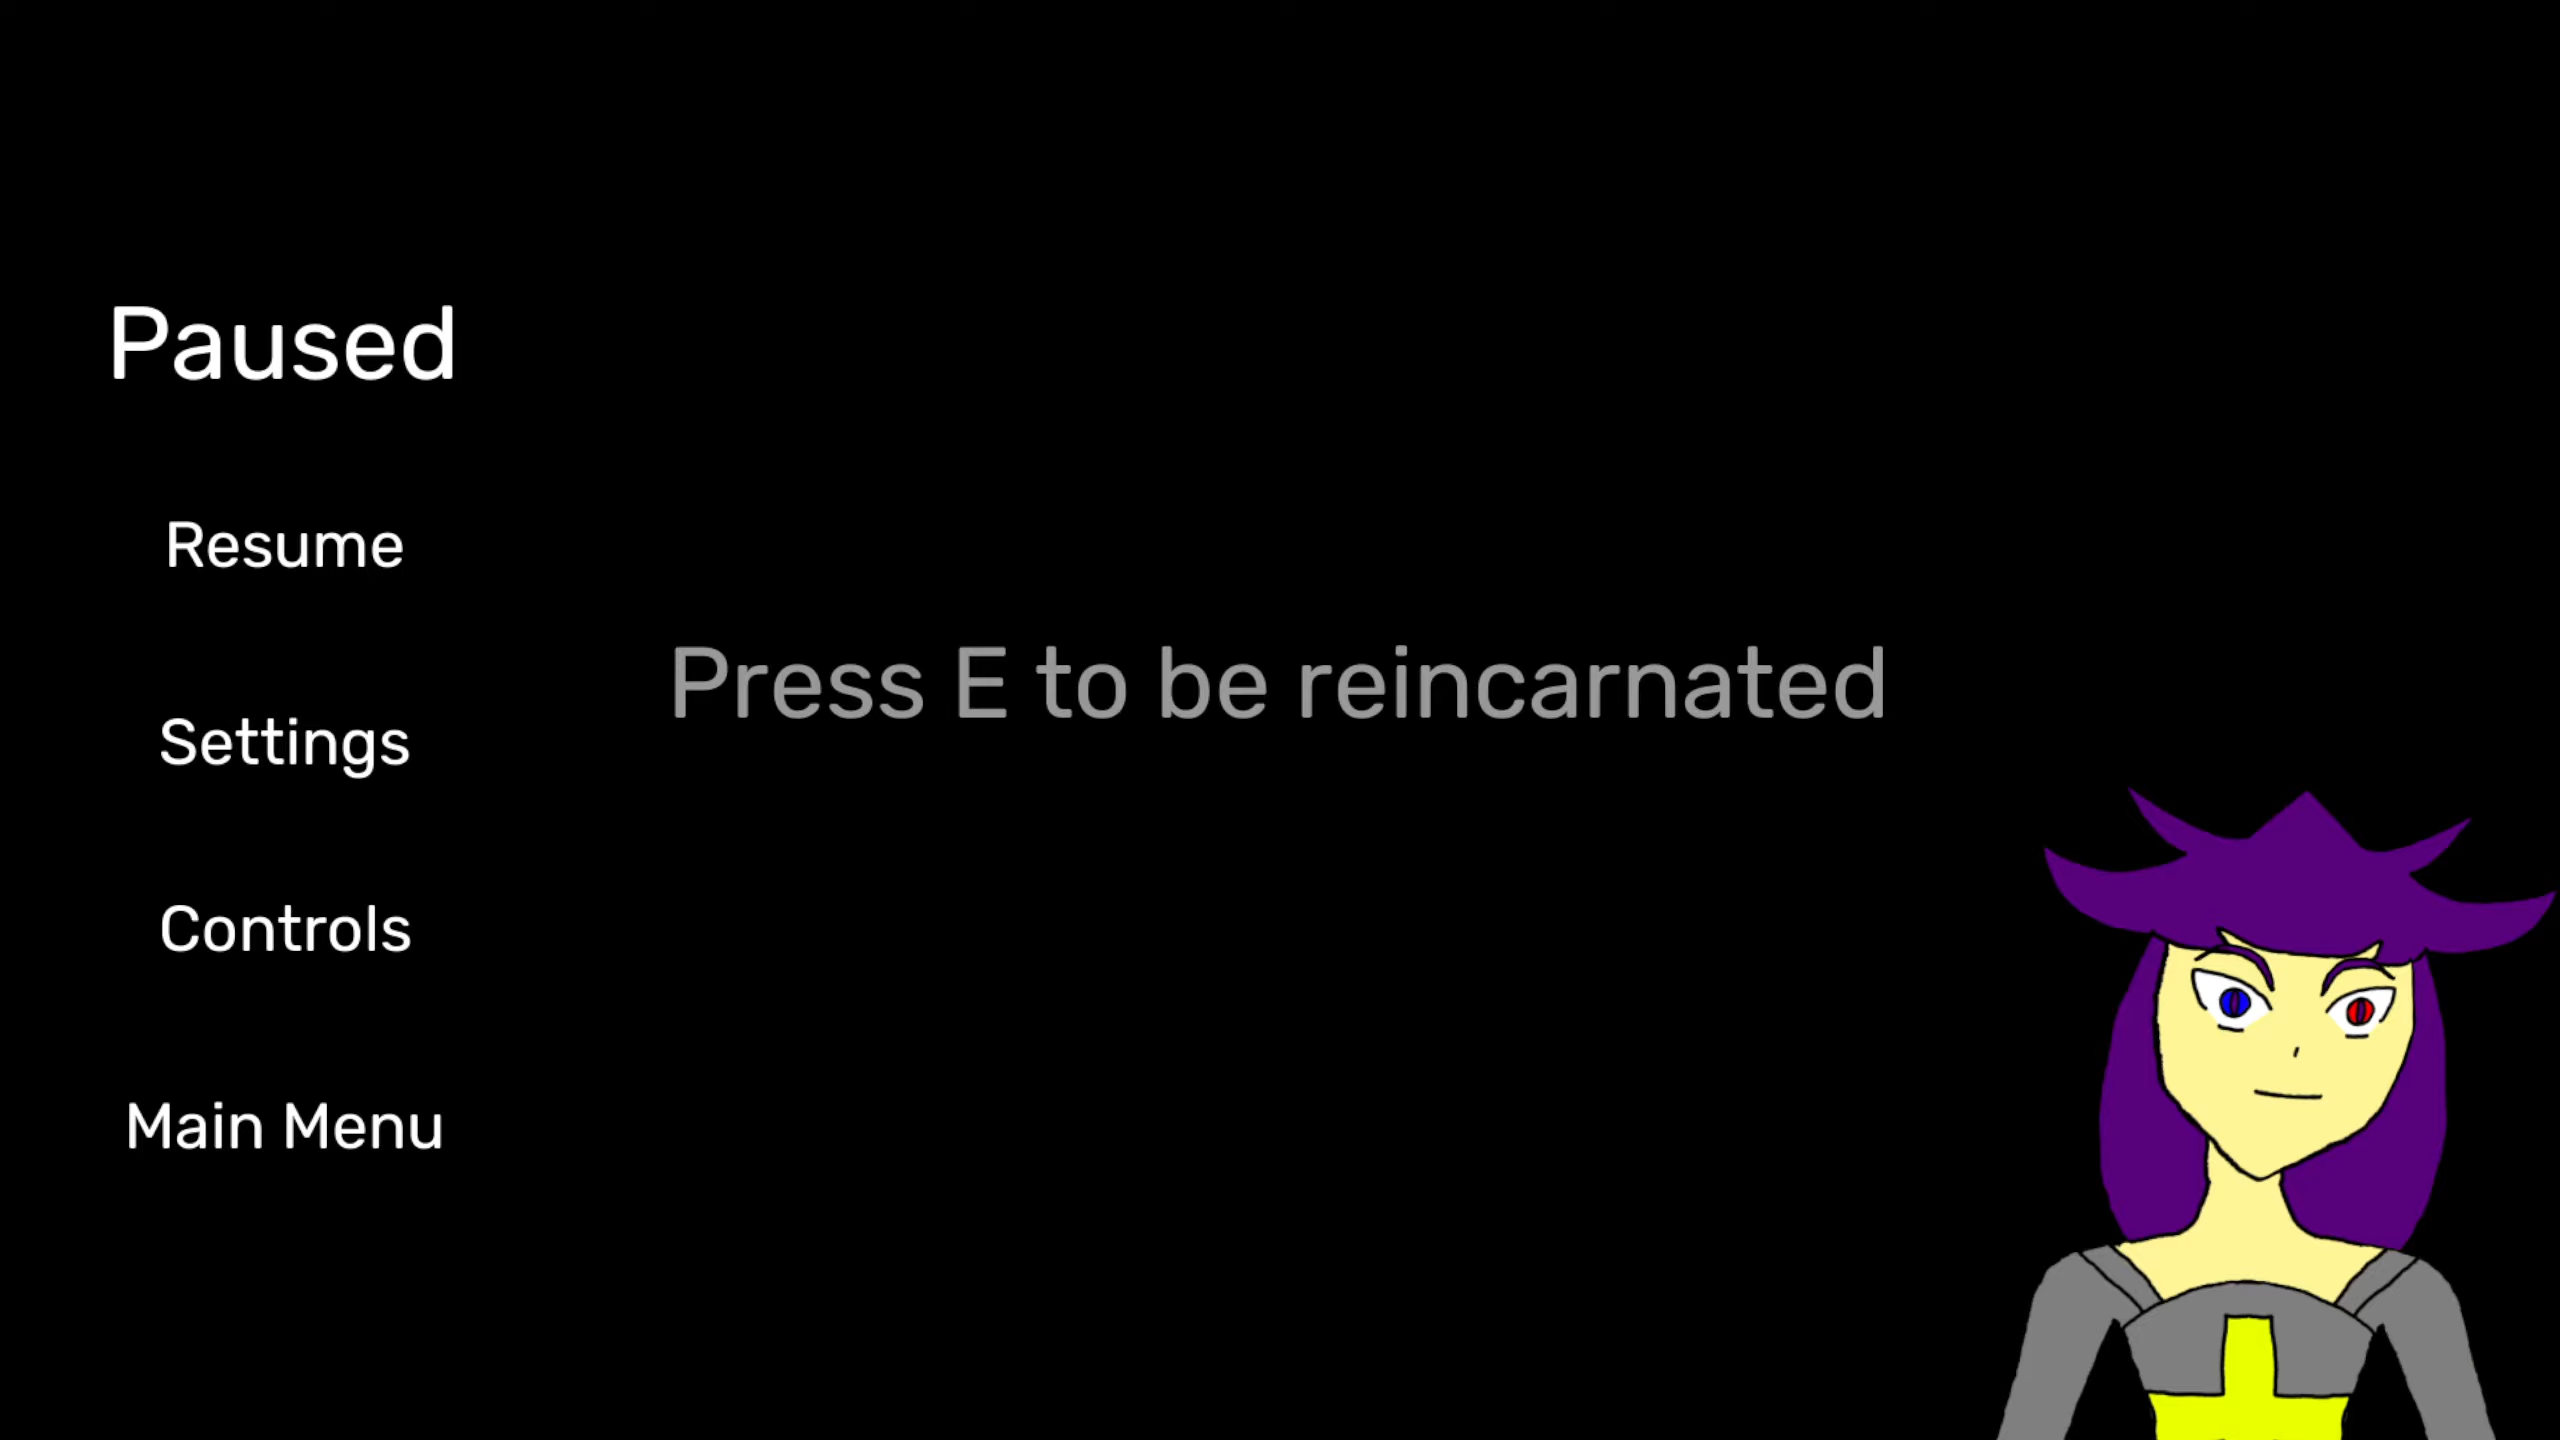 Paused
Resume
Press E to be reincarnated
Settings
Controls
Main Menu